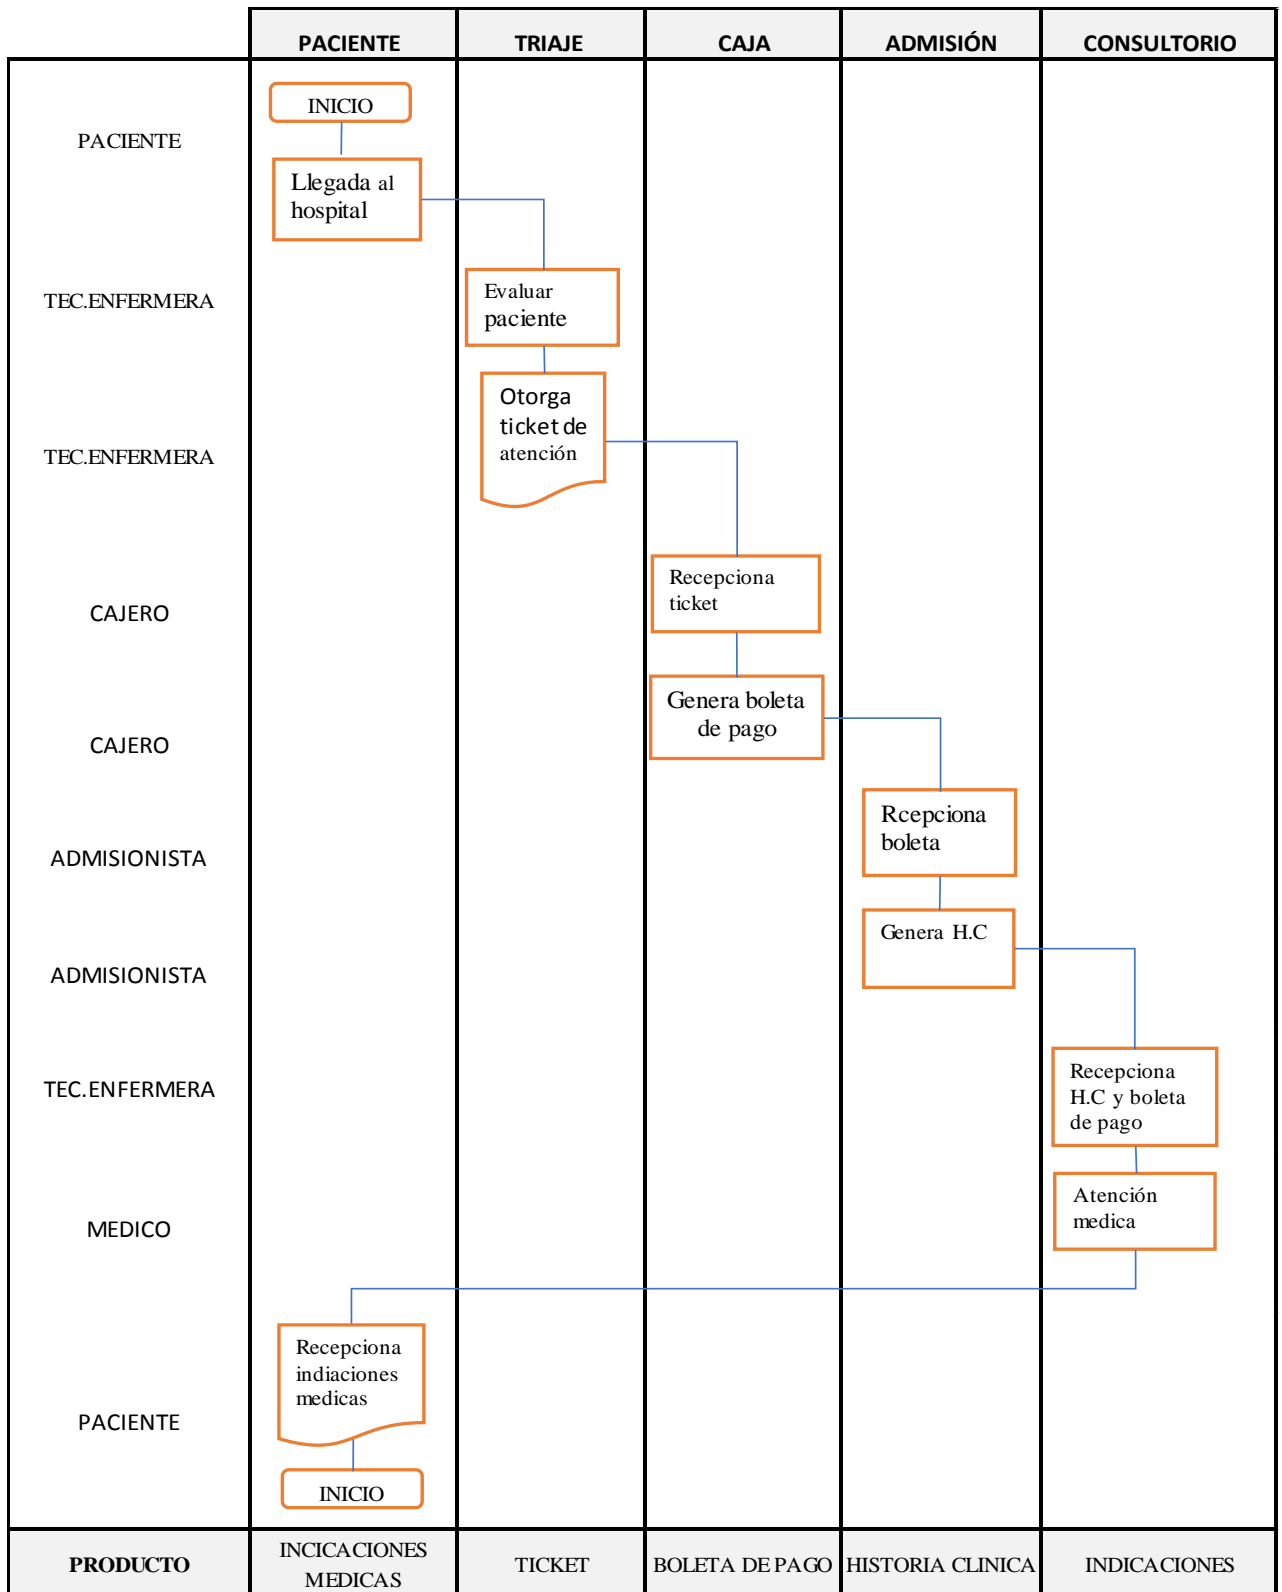 PACIENTE TRIAJE CAJA ADMISIÓN CONSULTORIO
INICIO
PACIENTE
Llegada al
hospital
TEC.ENFERMERA
Evaluar
paciente
Otorga
ticket de
atención
TEC.ENFERMERA
Recepciona
ticket
CAJERO
Genera boleta
de pago
CAJERO
Rcepciona
boleta
ADMISIONISTA
Genera H.C
ADMISIONISTA
Recepciona
H.C y boleta
de pago
TEC.ENFERMERA
Atención
medica
MEDICO
Recepciona
indiaciones
medicas
PACIENTE
INICIO
PRODUCTO
INCICACIONES
MEDICAS
TICKET
BOLETA DE PAGO
HISTORIA CLINICA
INDICACIONES